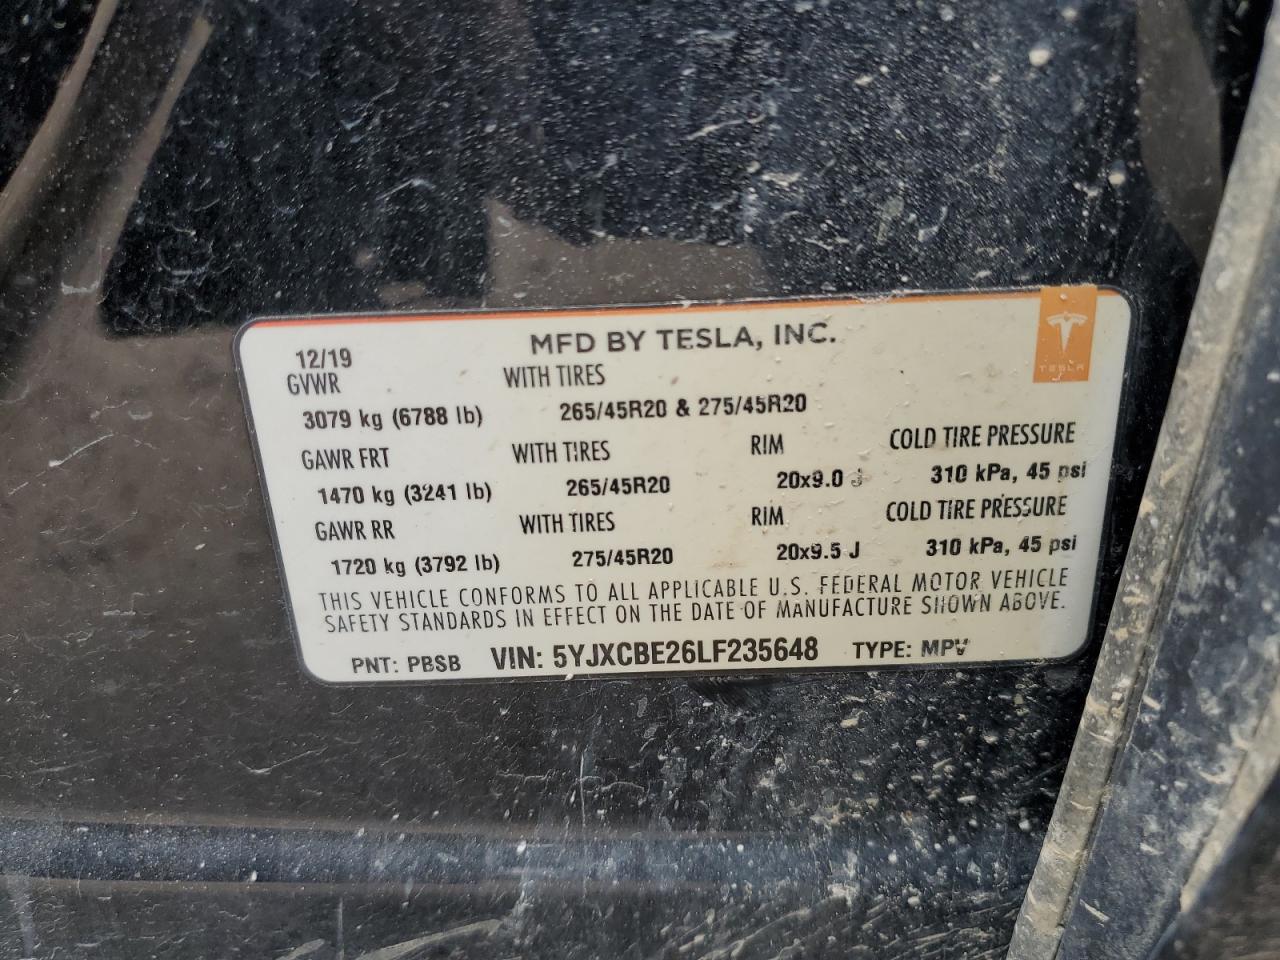 12/19 MFD BY TESLA, INC.
GVWR WITH TIRES
3079 kg (6788 lb) 265/45R20 & 275/45R20
GAWR FRT WITH TIRES RIM COLD TIRE PRESSURE
1470 kg (3241 lb) 265/45R20 20x9.0 J 310 kPa, 45 psi
GAWR RR WITH TIRES RIM COLD TIRE PRESSURE
1720 kg (3792 lb) 275/45R20 20x9.5 J 310 kPa, 45 psi
THIS VEHICLE CONFORMS TO ALL APPLICABLE U.S. FEDERAL MOTOR VEHICLE
SAFETY STANDARDS IN EFFECT ON THE DATE OF MANUFACTURE SHOWN ABOVE.
PNT: PBSB VIN: 5YJXCBE26LF235648 TYPE: MPV
TESLA